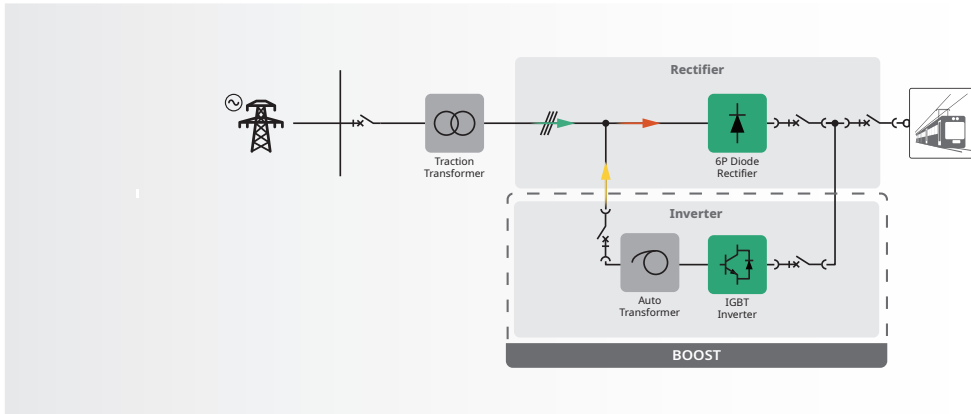 Rectifier
Traction
Transformer
6P Diode
Rectifier
Inverter
Auto
Transformer
IGBT
Inverter
BOOST